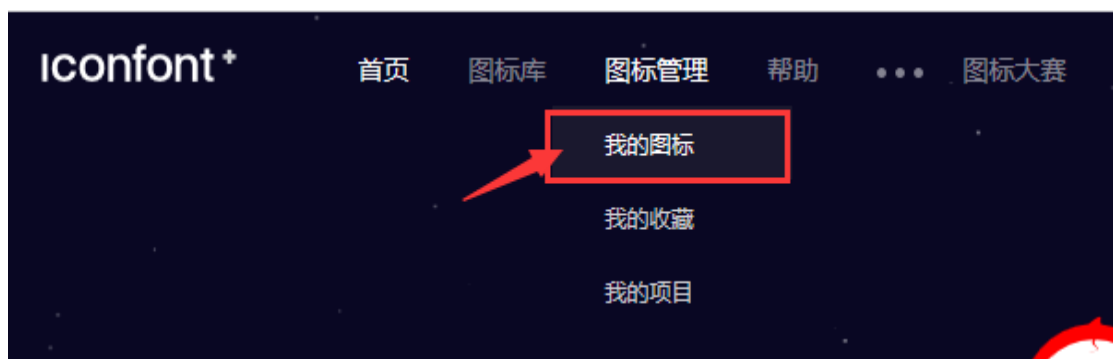 iconfont+ 首页 图标库 图标管理 帮助 ••• 图标大赛
我的图标
我的收藏
我的项目